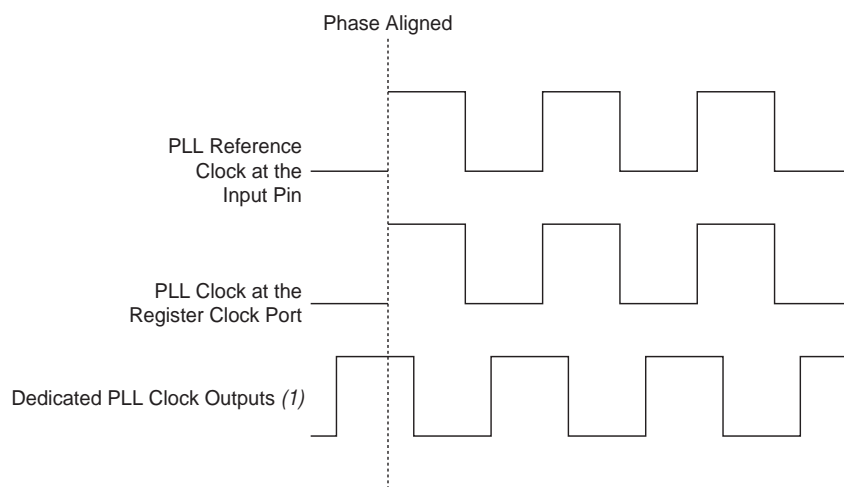 Phase Aligned
PLL Reference
Clock at the
Input Pin
PLL Clock at the
Register Clock Port
Dedicated PLL Clock Outputs (1)